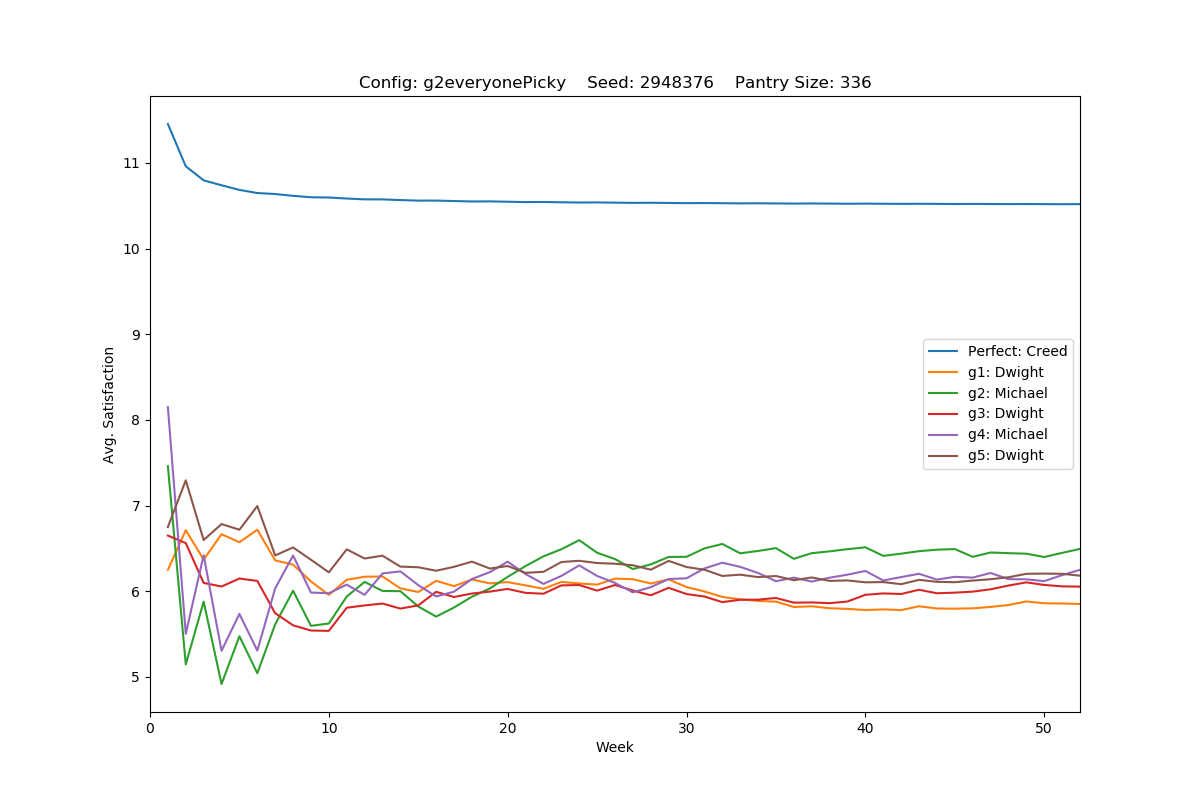 Config: g2everyonePicky    Seed: 2948376    Pantry Size: 336
Avg. Satisfaction
11
10
9
8
7
6
5
Perfect: Creed
g1: Dwight
g2: Michael
g3: Dwight
g4: Michael
g5: Dwight
0 10 20 30 40 50
Week